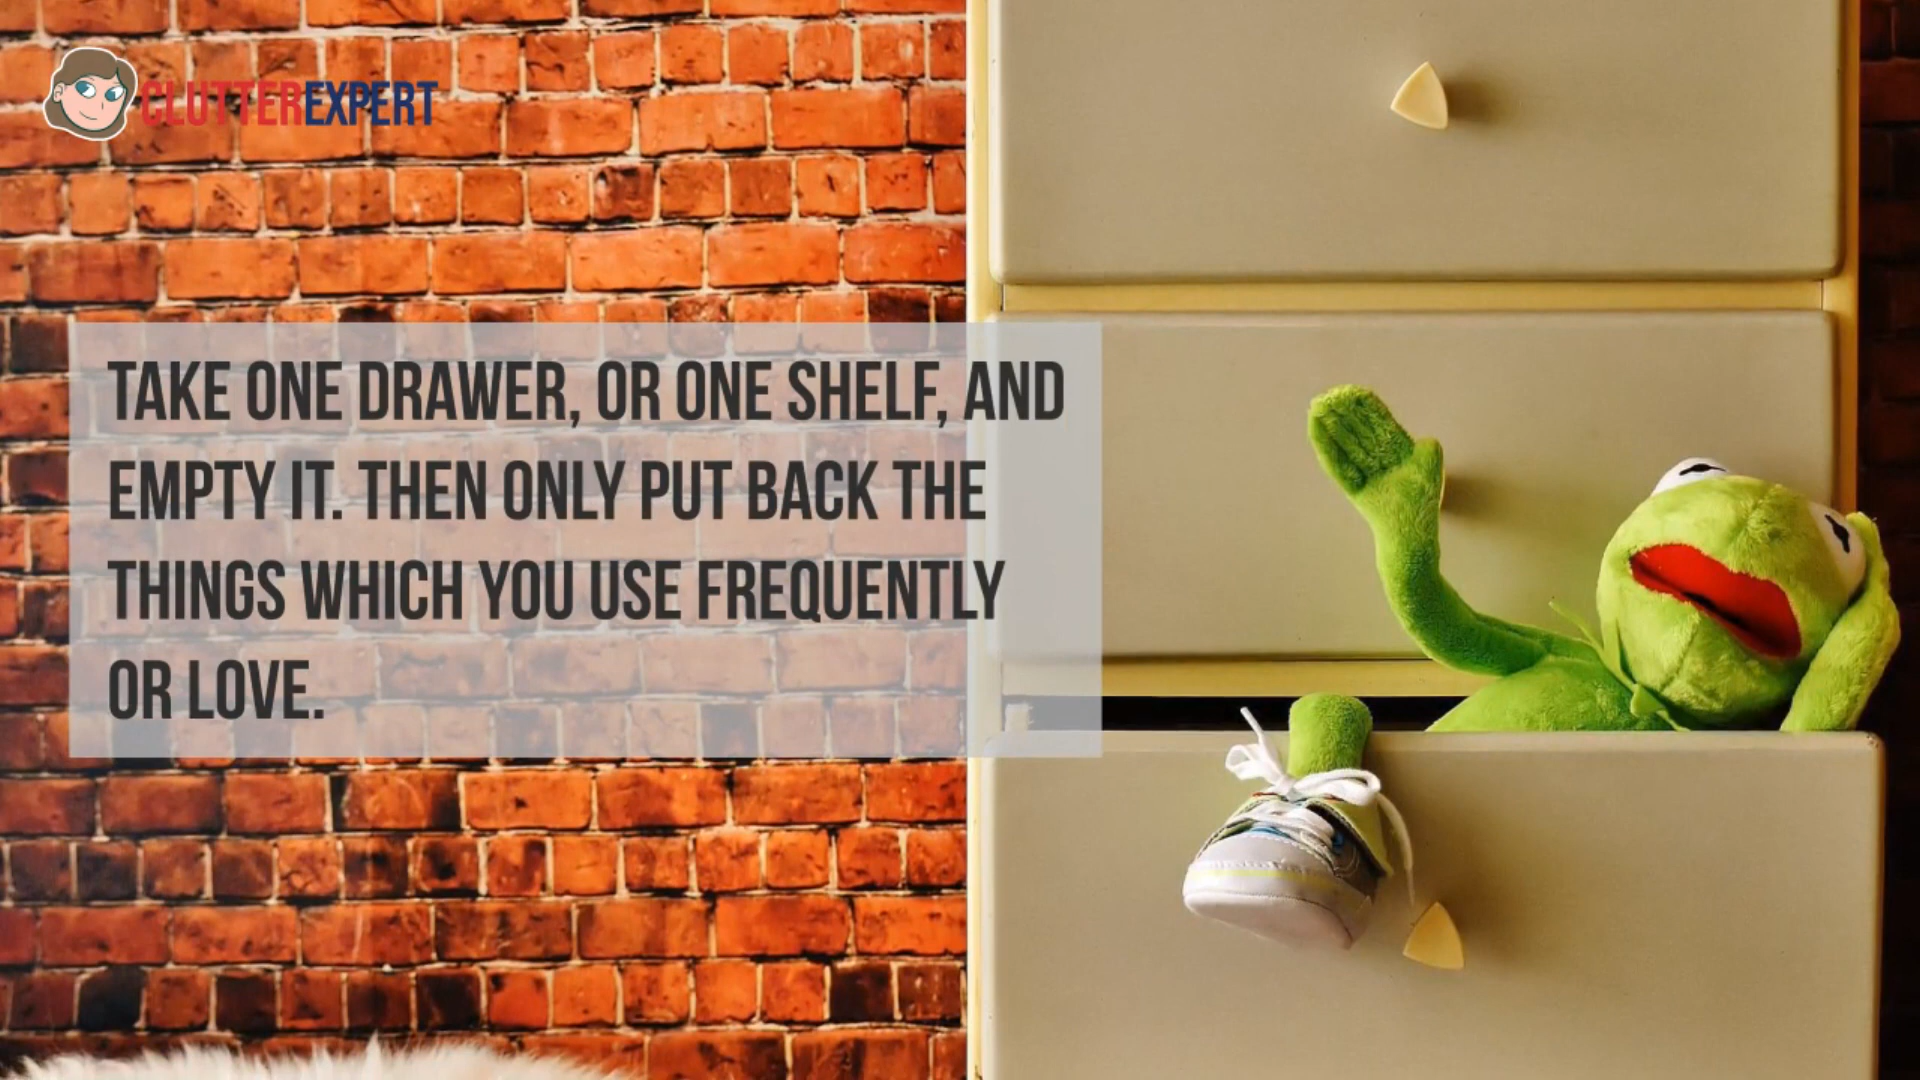 CLUTTEREXPERT
TAKE ONE DRAWER, OR ONE SHELF, AND
EMPTY IT. THEN ONLY PUT BACK THE
THINGS WHICH YOU USE FREQUENTLY
OR LOVE.